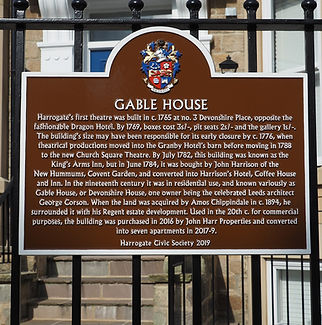 GABLE HOUSE
Harrogate's first theatre was built in c. 1765 at no. 3 Devonshire Place, opposite the
fashionable Dragon Hotel. By 1769, boxes cost 3s/-, pit seats 2s/- and the gallery 1s/-.
The building's size may have been responsible for its early closure by c. 1776, when
theatrical productions moved into the Granby Hotel's barn before moving in 1788
to the new Church Square Theatre. By July 1782, this building was known as the
King's Arms Inn, but in June 1784, it was bought by John Harrison of the
New Hummums, Covent Garden, and converted into Harrison's Hotel, Coffee House
and Inn. In the nineteenth century it was in residential use, and known variously as
Gable House, or Devonshire House, one owner being the celebrated Leeds architect
George Corson. When the land was acquired by Amos Chippindale in c. 1894, he
surrounded it with his Regent estate development. Used in the 20th c. for commercial
purposes, the building was purchased in 2016 by John Harr Properties and converted
into seven apartments in 2017-9.
Harrogate Civic Society 2019